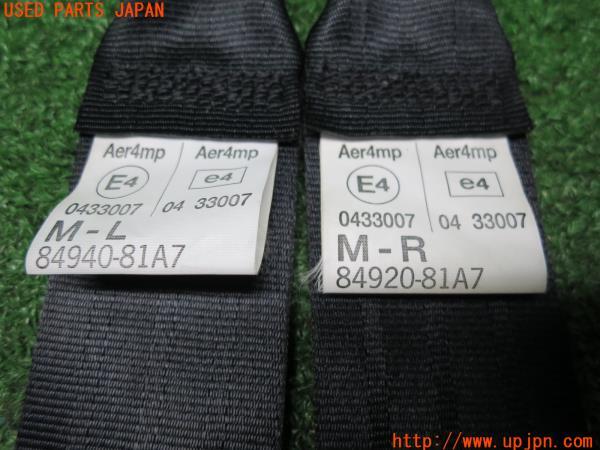 USED PARTS JAPAN
Aer4mp Aer4mp
E4 e4
0433007 04 33007
M-L
84940-81A7
Aer4mp Aer4mp
E4 e4
0433007 04 33007
M-R
84920-81A7
http://www.upjpn.com/